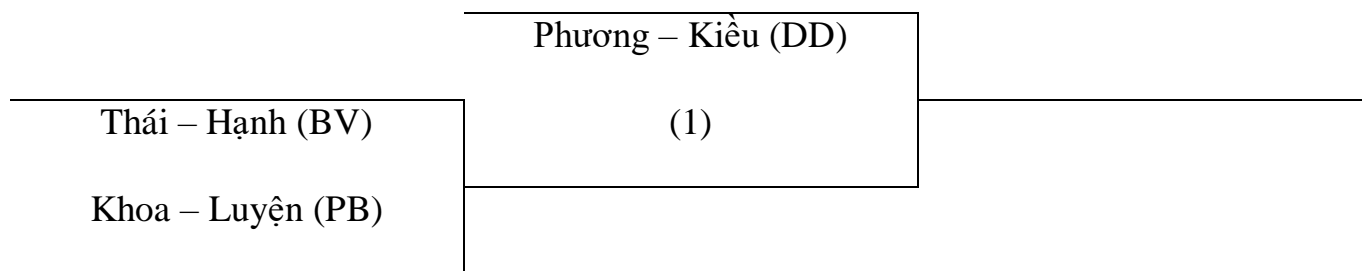 Phương – Kiều (DD)
Thái – Hạnh (BV)
(1)
Khoa – Luyện (PB)